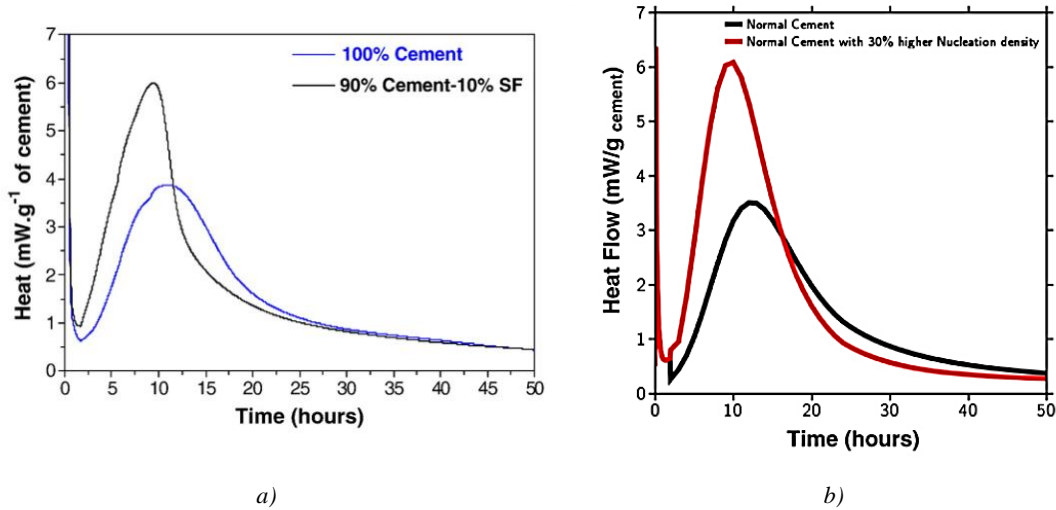 7
6
5
4
3
2
1
0
Heat (mW.g⁻¹ of cement)
100% Cement
90% Cement-10% SF
0 5 10 15 20 25 30 35 40 45 50
Time (hours)
a)
b)
7
6
5
4
3
2
1
0
Heat Flow (mW/g cement)
Normal Cement
Normal Cement with 30% higher Nucleation density
0 10 20 30 40 50
Time (hours)
b)